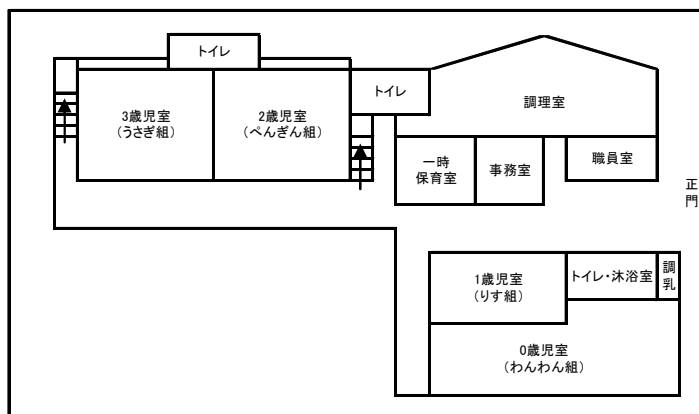 トイレ
3歳児室
(うさぎ組)
2歳児室
(ぺんぎん組)
トイレ
調理室
一時
保育室
事務室
職員室
正
門
1歳児室
(りす組)
トイレ・沐浴室
調
乳
0歳児室
(わんわん組)